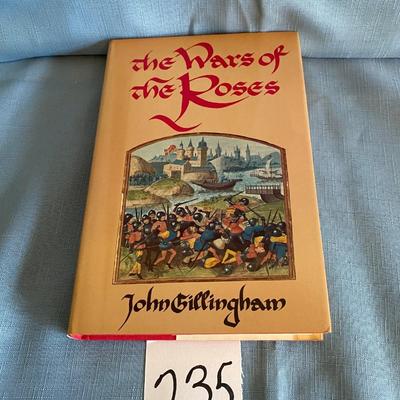 the Wars of
the Roses
John Gillingham
235